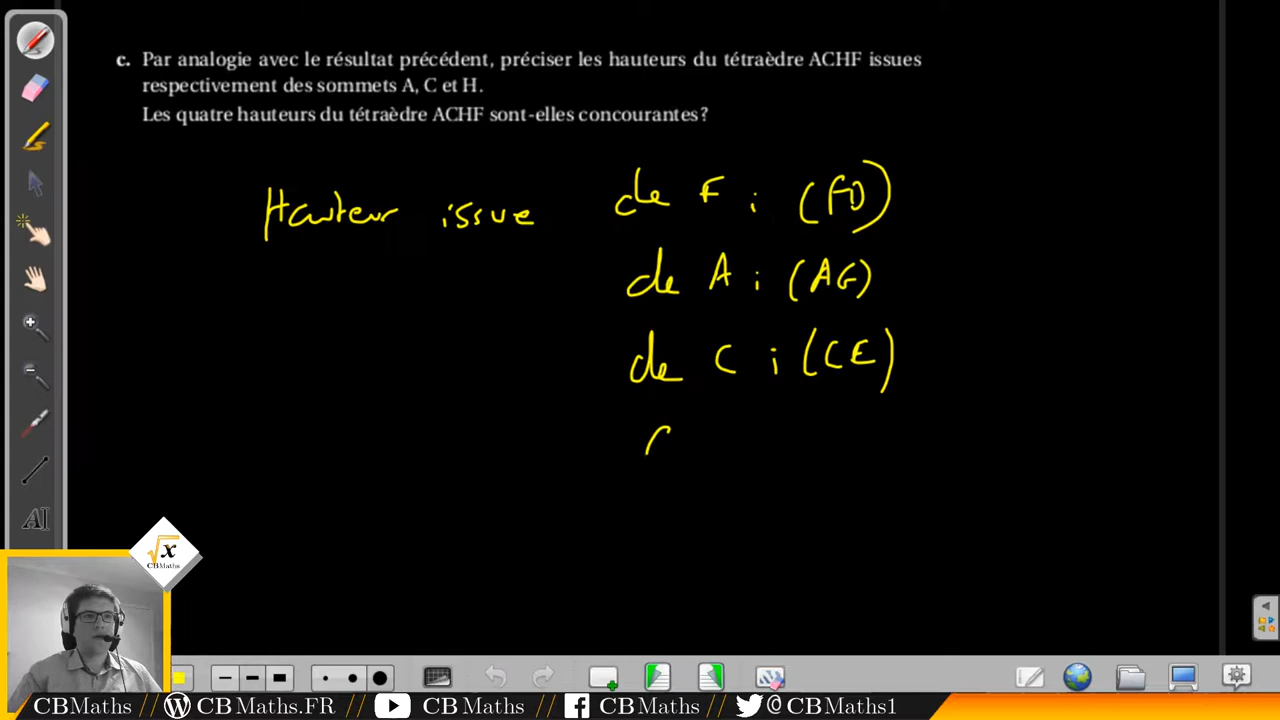 c. Par analogie avec le résultat précédent, préciser les hauteurs du tétraèdre ACHF issues
respectivement des sommets A, C et H.
Les quatre hauteurs du tétraèdre ACHF sont-elles concourantes ?
Hauteur issue de F : (FD)
de A : (AG)
de C : (CE)
AI
√x
CBMaths
CBMaths CBMaths.FR CBMaths CBMaths @CBMaths1